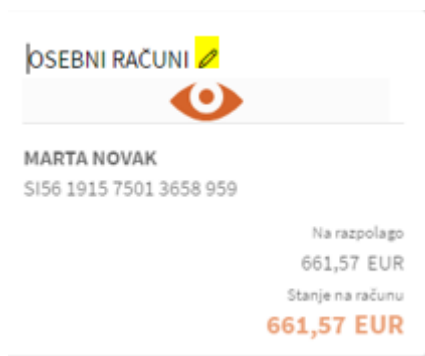 OSEBNI RAČUNI
MARTA NOVAK
SI56 1915 7501 3658 959
Na razpolago
661,57 EUR
Stanje na računu
661,57 EUR